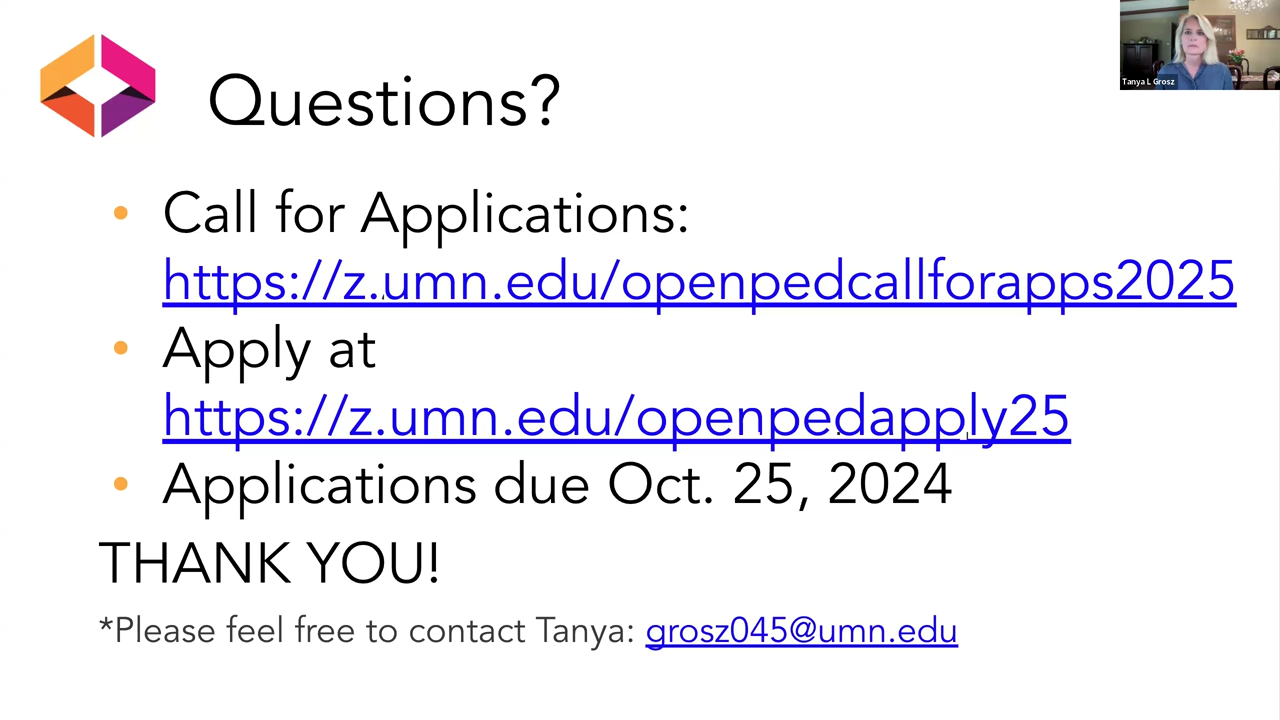 Tanya L Grosz
Questions?
• Call for Applications:
https://z.umn.edu/openpedcallforapps2025
• Apply at
https://z.umn.edu/openpedapply25
• Applications due Oct. 25, 2024
THANK YOU!
*Please feel free to contact Tanya: grosz045@umn.edu